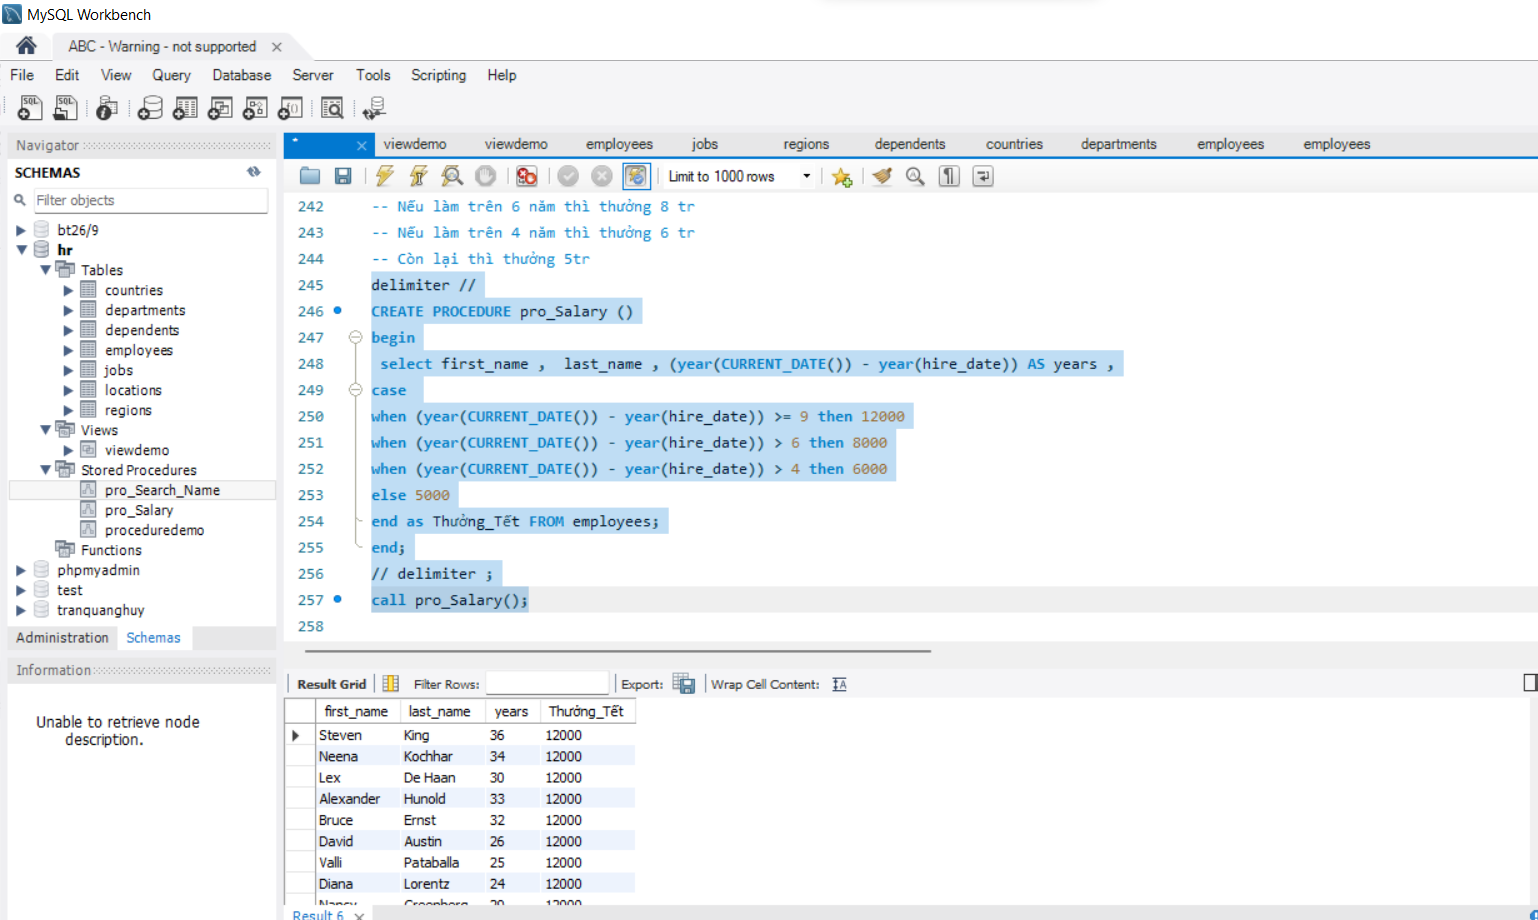 MySQL Workbench
ABC - Warning - not supported
File Edit View Query Database Server Tools Scripting Help
Navigator
SCHEMAS
Filter objects
bt26/9
hr
Tables
countries
departments
dependents
employees
jobs
locations
regions
Views
viewdemo
Stored Procedures
pro_Search_Name
pro_Salary
proceduredemo
Functions
phpmyadmin
test
tranquanghuy
Administration Schemas
Information
Unable to retrieve node
description.
* viewdemo viewdemo employees jobs regions dependents countries departments employees employees
Limit to 1000 rows
242 -- Nếu làm trên 6 năm thì thưởng 8 tr
243 -- Nếu làm trên 4 năm thì thưởng 6 tr
244 -- Còn lại thì thưởng 5tr
245 delimiter //
246 CREATE PROCEDURE pro_Salary ()
247 begin
248 select first_name , last_name , (year(CURRENT_DATE()) - year(hire_date)) AS years ,
249 case
250 when (year(CURRENT_DATE()) - year(hire_date)) >= 9 then 12000
251 when (year(CURRENT_DATE()) - year(hire_date)) > 6 then 8000
252 when (year(CURRENT_DATE()) - year(hire_date)) > 4 then 6000
253 else 5000
254 end as Thưởng_Tết FROM employees;
255 end;
256 // delimiter ;
257 call pro_Salary();
258
Result Grid Filter Rows: Export: Wrap Cell Content:
first_name last_name years Thưởng_Tết
Steven King 36 12000
Neena Kochhar 34 12000
Lex De Haan 30 12000
Alexander Hunold 33 12000
Bruce Ernst 32 12000
David Austin 26 12000
Valli Pataballa 25 12000
Diana Lorentz 24 12000
Result 6